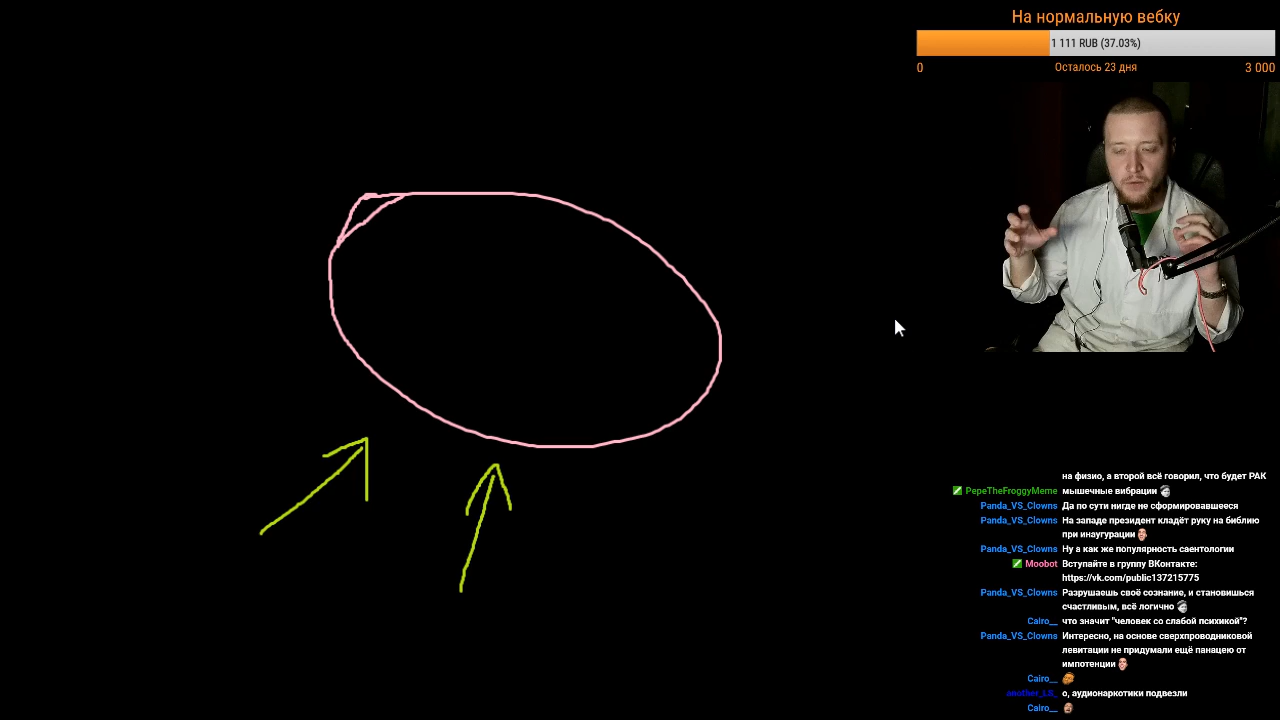 На нормальную вебку
1 111 RUB (37.03%)
0 Осталось 23 дня 3 000
на физио, а второй всё говорил, что будет РАК
PepeTheFroggyMeme мышечные вибрации
Panda_VS_Clowns Да по сути нигде не сформировавшееся
Panda_VS_Clowns На западе президент кладёт руку на библию
при инаугурации
Panda_VS_Clowns Ну а как же популярность саентологии
Moobot Вступайте в группу ВКонтакте:
https://vk.com/public137215775
Panda_VS_Clowns Разрушаешь своё сознание, и становишься
счастливым, всё логично
Cairo__ что значит "человек со слабой психикой"?
Panda_VS_Clowns Интересно, на основе сверхпроводниковой
левитации не придумали ещё панацею от
импотенции
Cairo__
another_LS_ о, аудионаркотики подвезли
Cairo__